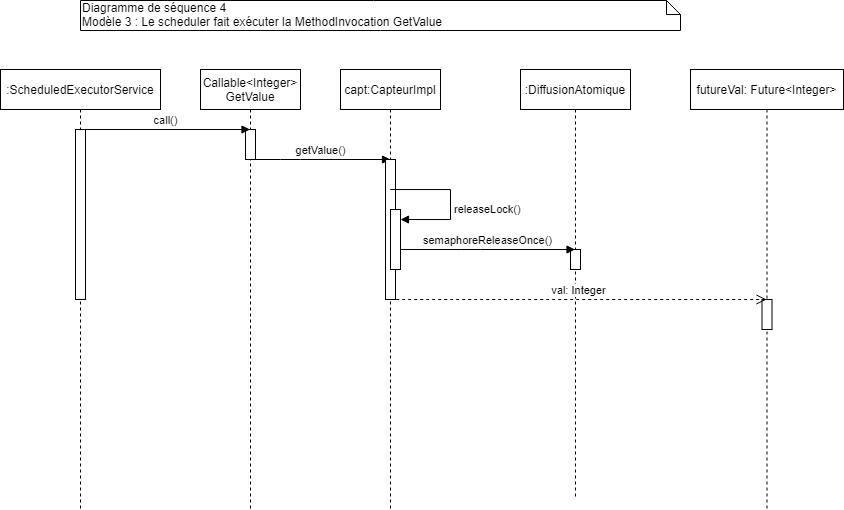 Diagramme de séquence 4
Modèle 3 : Le scheduler fait exécuter la MethodInvocation GetValue
:ScheduledExecutorService
Callable<Integer>
GetValue
capt:CapteurImpl
:DiffusionAtomique
futureVal: Future<Integer>
call()
getValue()
releaseLock()
semaphoreReleaseOnce()
val: Integer